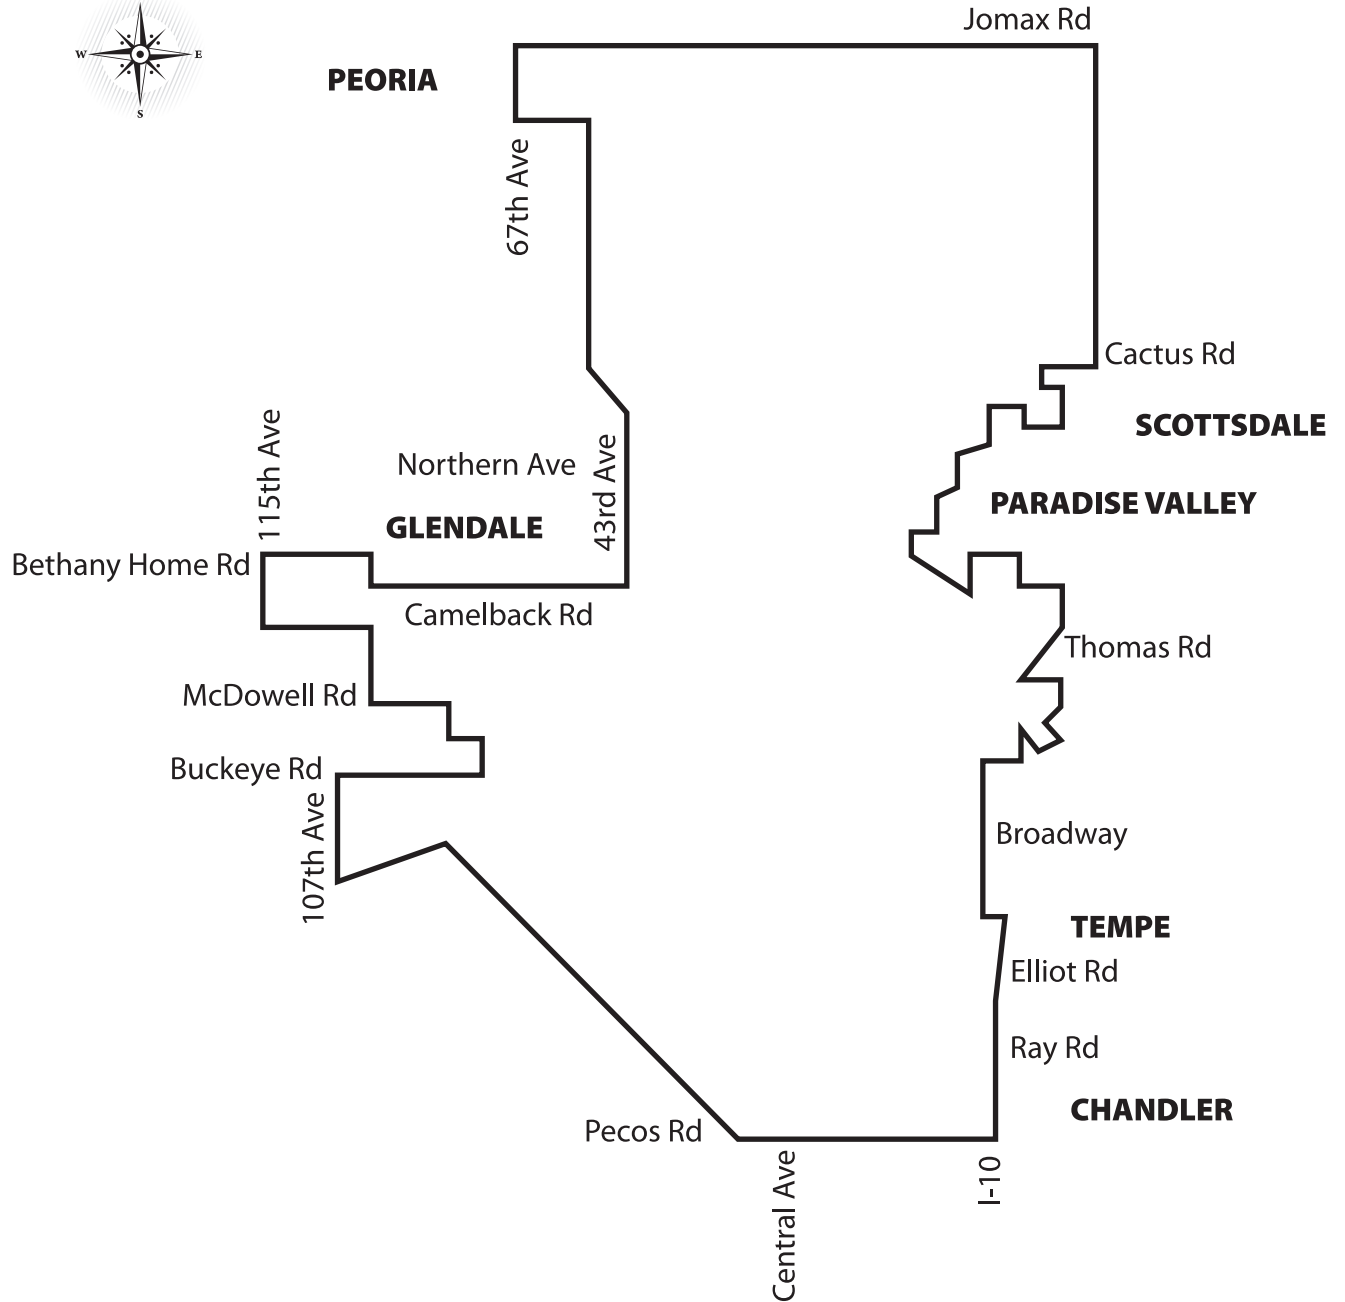 Jomax Rd
W
E
S
PEORIA
67th Ave
Cactus Rd
SCOTTSDALE
115th Ave
Northern Ave
43rd Ave
PARADISE VALLEY
GLENDALE
Bethany Home Rd
Camelback Rd
Thomas Rd
McDowell Rd
Buckeye Rd
107th Ave
Broadway
TEMPE
Elliot Rd
Ray Rd
CHANDLER
Pecos Rd
Central Ave
I-10